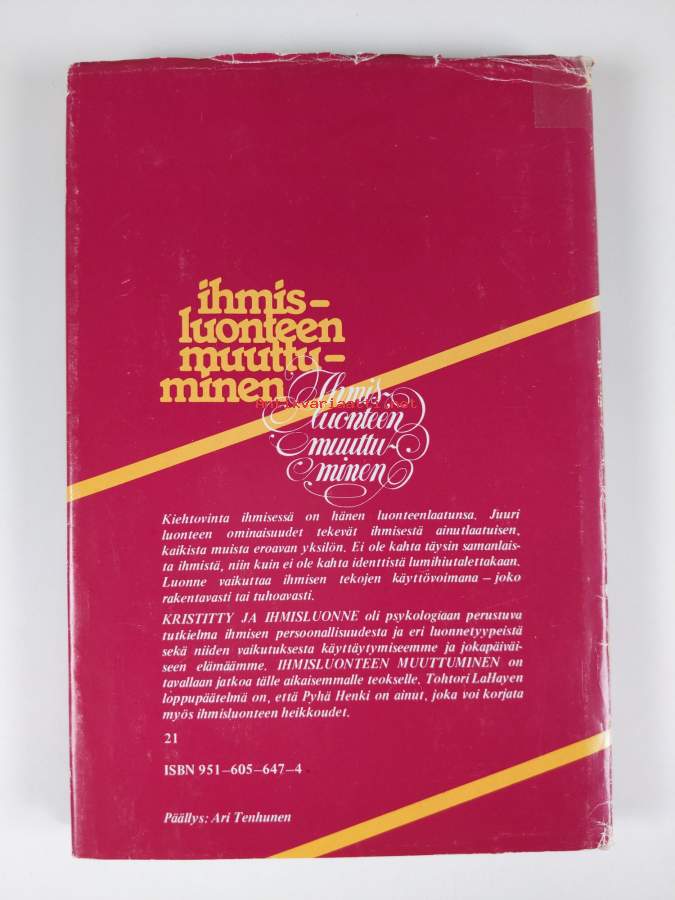 ihmis–
luonteen
muuttu–
minen
Ihmis-
Antikvariaatti.net
luonteen
muuttu-
minen
Kiehtovinta ihmisessä on hänen luonteenlaatunsa. Juuri
luonteen ominaisuudet tekevät ihmisestä ainutlaatuisen,
kaikista muista eroavan yksilön. Ei ole kahta täysin samanlais-
ta ihmistä, niin kuin ei ole kahta identtistä lumihiutalettakaan.
Luonne vaikuttaa ihmisen tekojen käyttövoimana – joko
rakentavasti tai tuhoavasti.
KRISTITTY JA IHMISLUONNE oli psykologiaan perustuva
tutkielma ihmisen persoonallisuudesta ja eri luonnetyypeistä
sekä niiden vaikutuksesta käyttäytymiseemme ja jokapäiväi-
seen elämäämme. IHMISLUONTEEN MUUTTUMINEN on
tavallaan jatkoa tälle aikaisemmalle teokselle. Tohtori LaHayen
loppupäätelmä on, että Pyhä Henki on ainut, joka voi korjata
myös ihmisluonteen heikkoudet.
21
ISBN 951–605–647–4
Päällys: Ari Tenhunen